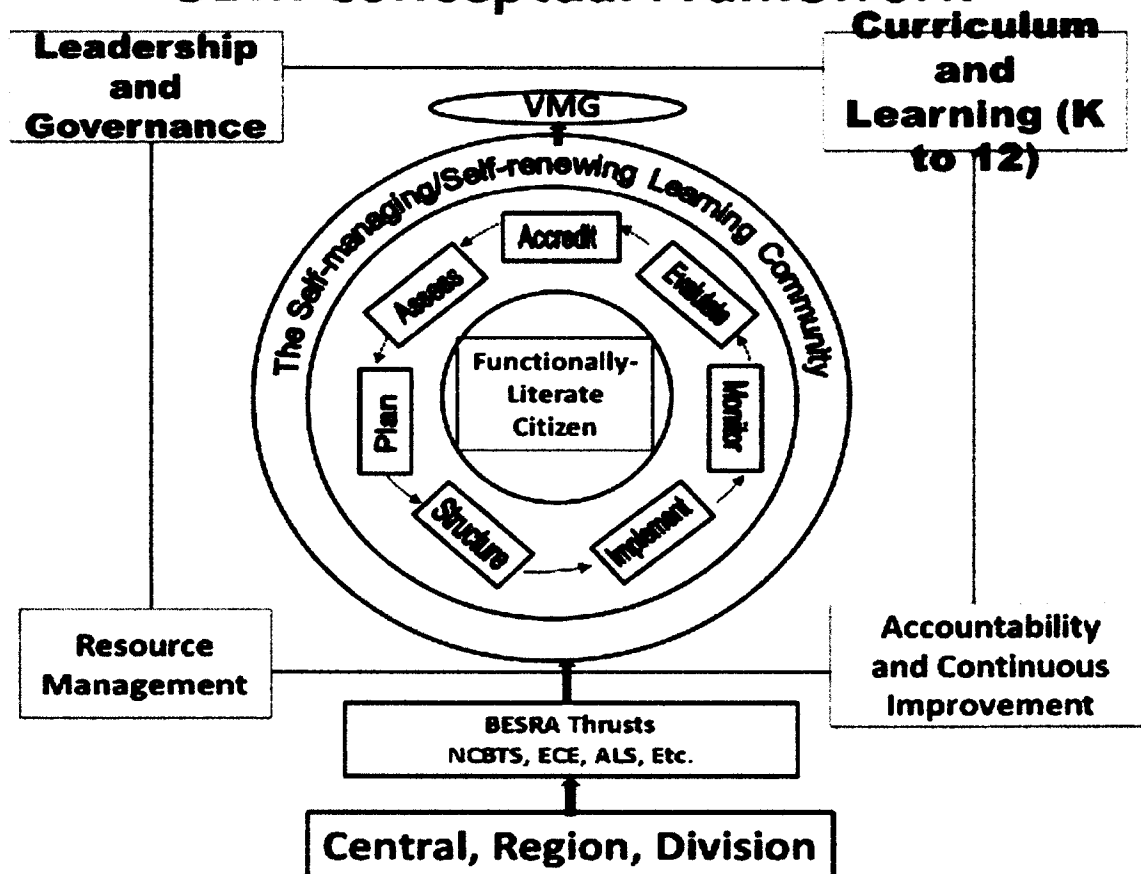 Conceptual Framework
Leadership
and
Governance
Curriculum
and
Learning (K
to 12)
VMG
The Self-managing/Self-renewing Learning Community
Accredit
Assess
Evaluate
Plan
Functionally-
Literate
Citizen
Monitor
Structure
Implement
Resource
Management
Accountability
and Continuous
Improvement
BESRA Thrusts
NCBTS, ECE, ALS, Etc.
Central, Region, Division